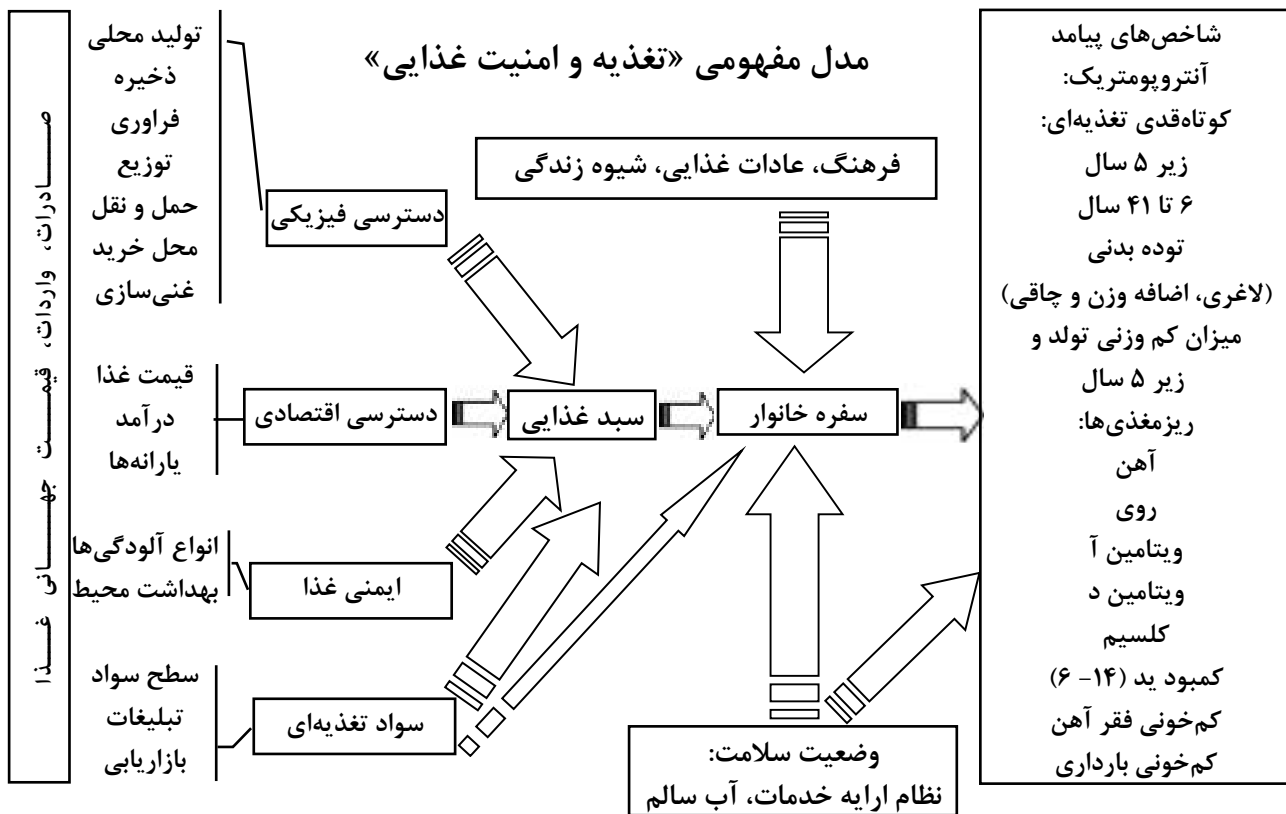 مدل مفهومی «تغذیه و امنیت غذایی»
صادرات، واردات، قیمت جهانی غذا
تولید محلی
ذخیره
فراوری
توزیع
حمل و نقل
محل خرید
غنی‌سازی
دسترسی فیزیکی
قیمت غذا
درآمد
یارانه‌ها
دسترسی اقتصادی
انواع آلودگی‌ها
بهداشت محیط
ایمنی غذا
سطح سواد
تبلیغات
بازاریابی
سواد تغذیه‌ای
سبد غذایی
فرهنگ، عادات غذایی، شیوه زندگی
سفره خانوار
وضعیت سلامت:
نظام ارایه خدمات، آب سالم
شاخص‌های پیامد
آنتروپومتریک:
کوتاه‌قدی تغذیه‌ای:
زیر ۵ سال
۶ تا ۴۱ سال
توده بدنی
(لاغری، اضافه وزن و چاقی)
میزان کم وزنی تولد و
زیر ۵ سال
ریزمغذی‌ها:
آهن
روی
ویتامین آ
ویتامین د
کلسیم
کمبود ید (۱۴- ۶)
کم‌خونی فقر آهن
کم‌خونی بارداری